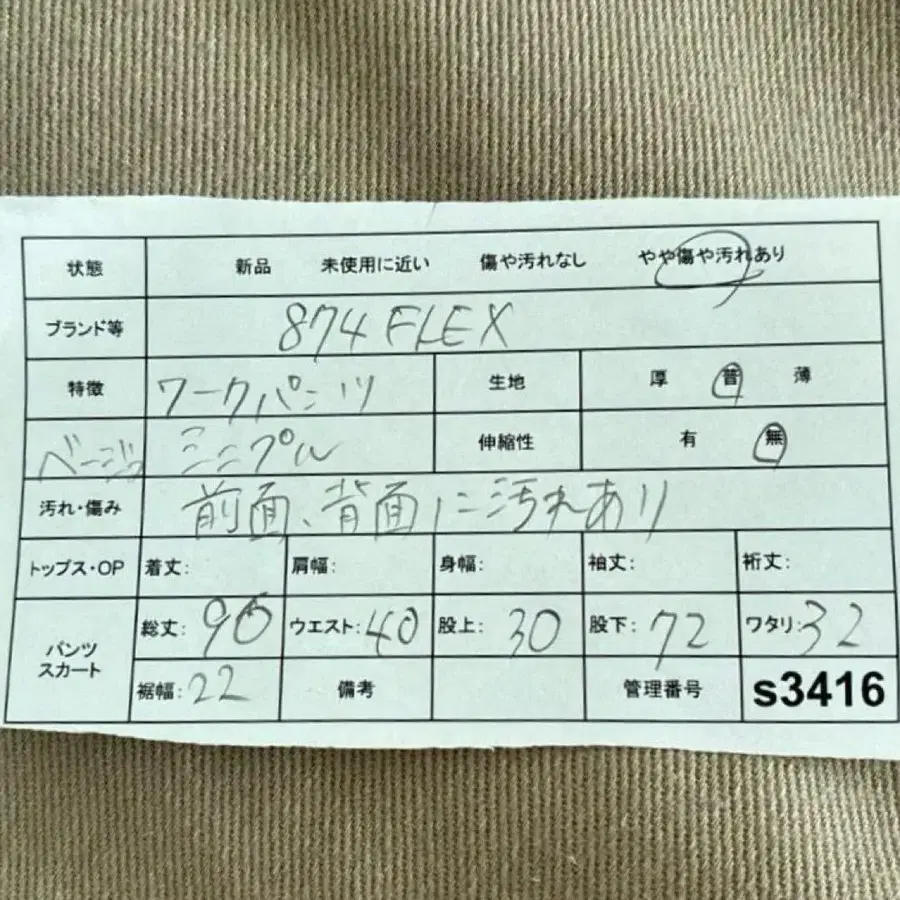 状態 新品 未使用に近い 傷や汚れなし やや傷や汚れあり
ブランド等 874 FLEX
特徴 ワークパンツ 生地 厚 普 薄
ベージュ シンプル 伸縮性 有 無
汚れ・傷み 前面、背面に汚れあり
トップス・OP 着丈: 肩幅: 身幅: 袖丈: 裄丈:
パンツ スカート 総丈: 96 ウエスト: 40 股上: 30 股下: 72 ワタリ: 32
裾幅: 22 備考 管理番号 s3416